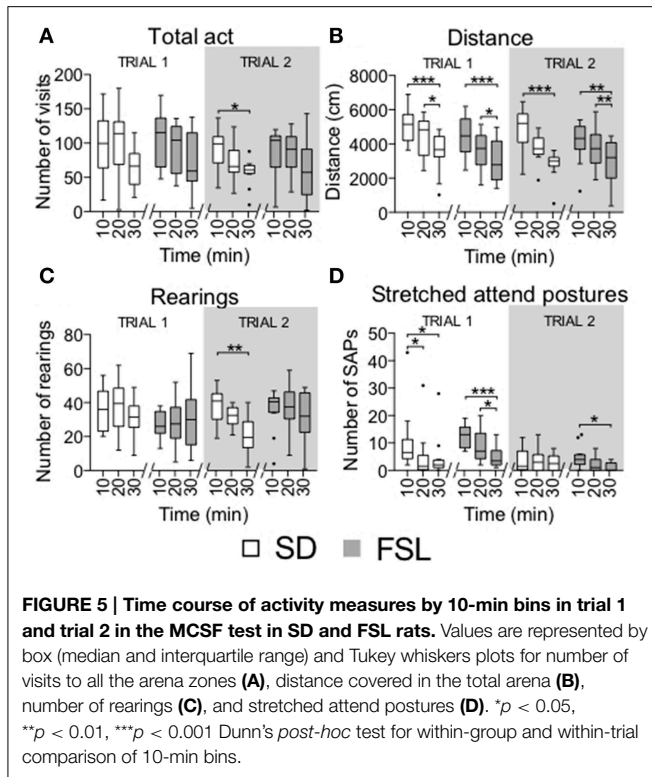 A Total act
TRIAL 1 TRIAL 2
Number of visits
200
150
100
50
0
*
10 20 30 10 20 30 10 20 30 10 20 30
Time (min)
B Distance
TRIAL 1 TRIAL 2
Distance (cm)
8000
6000
4000
2000
0
*** * *** * *** ** **
10 20 30 10 20 30 10 20 30 10 20 30
Time (min)
C Rearings
TRIAL 1 TRIAL 2
Number of rearings
80
60
40
20
0
**
10 20 30 10 20 30 10 20 30 10 20 30
Time (min)
D Stretched attend postures
TRIAL 1 TRIAL 2
Number of SAPs
50
40
30
20
10
0
* * *** * *
10 20 30 10 20 30 10 20 30 10 20 30
Time (min)
SD FSL
FIGURE 5 | Time course of activity measures by 10-min bins in trial 1
and trial 2 in the MCSF test in SD and FSL rats. Values are represented by
box (median and interquartile range) and Tukey whiskers plots for number of
visits to all the arena zones (A), distance covered in the total arena (B),
number of rearings (C), and stretched attend postures (D). *p < 0.05,
**p < 0.01, ***p < 0.001 Dunn's post-hoc test for within-group and within-trial
comparison of 10-min bins.